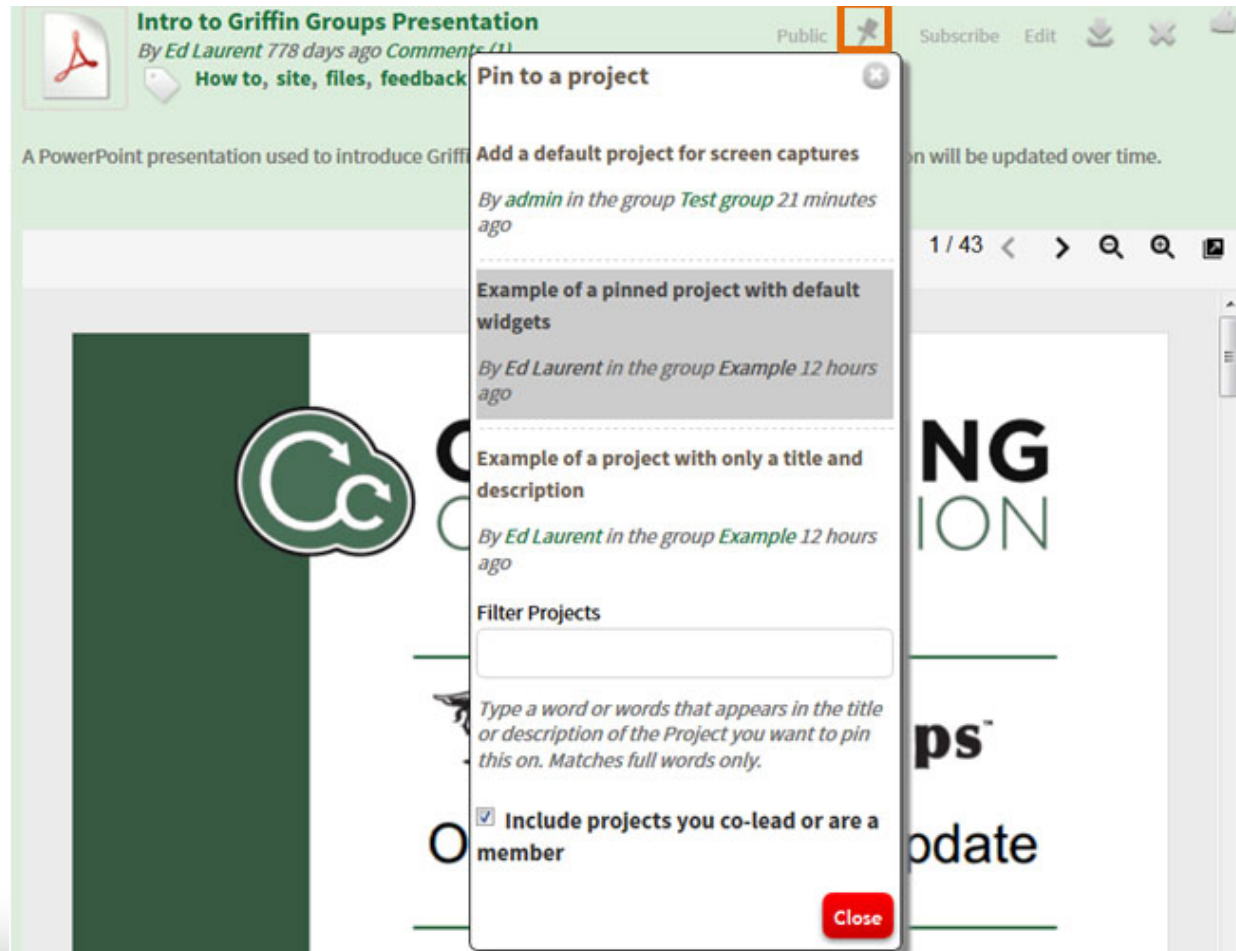 Intro to Griffin Groups Presentation
Public
Subscribe
Edit
By Ed Laurent 778 days ago Comments (1)
How to, site, files, feedback
Pin to a project
A PowerPoint presentation used to introduce
will be updated over time.
Add a default project for screen captures
By admin in the group Test group 21 minutes
ago
1 / 43
Example of a pinned project with default
widgets
By Ed Laurent in the group Example 12 hours
ago
Cc
NG
ION
Example of a project with only a title and
description
By Ed Laurent in the group Example 12 hours
ago
Filter Projects
Type a word or words that appears in the title
or description of the Project you want to pin
this on. Matches full words only.
ps™
Include projects you co-lead or are a
member
O
pdate
Close